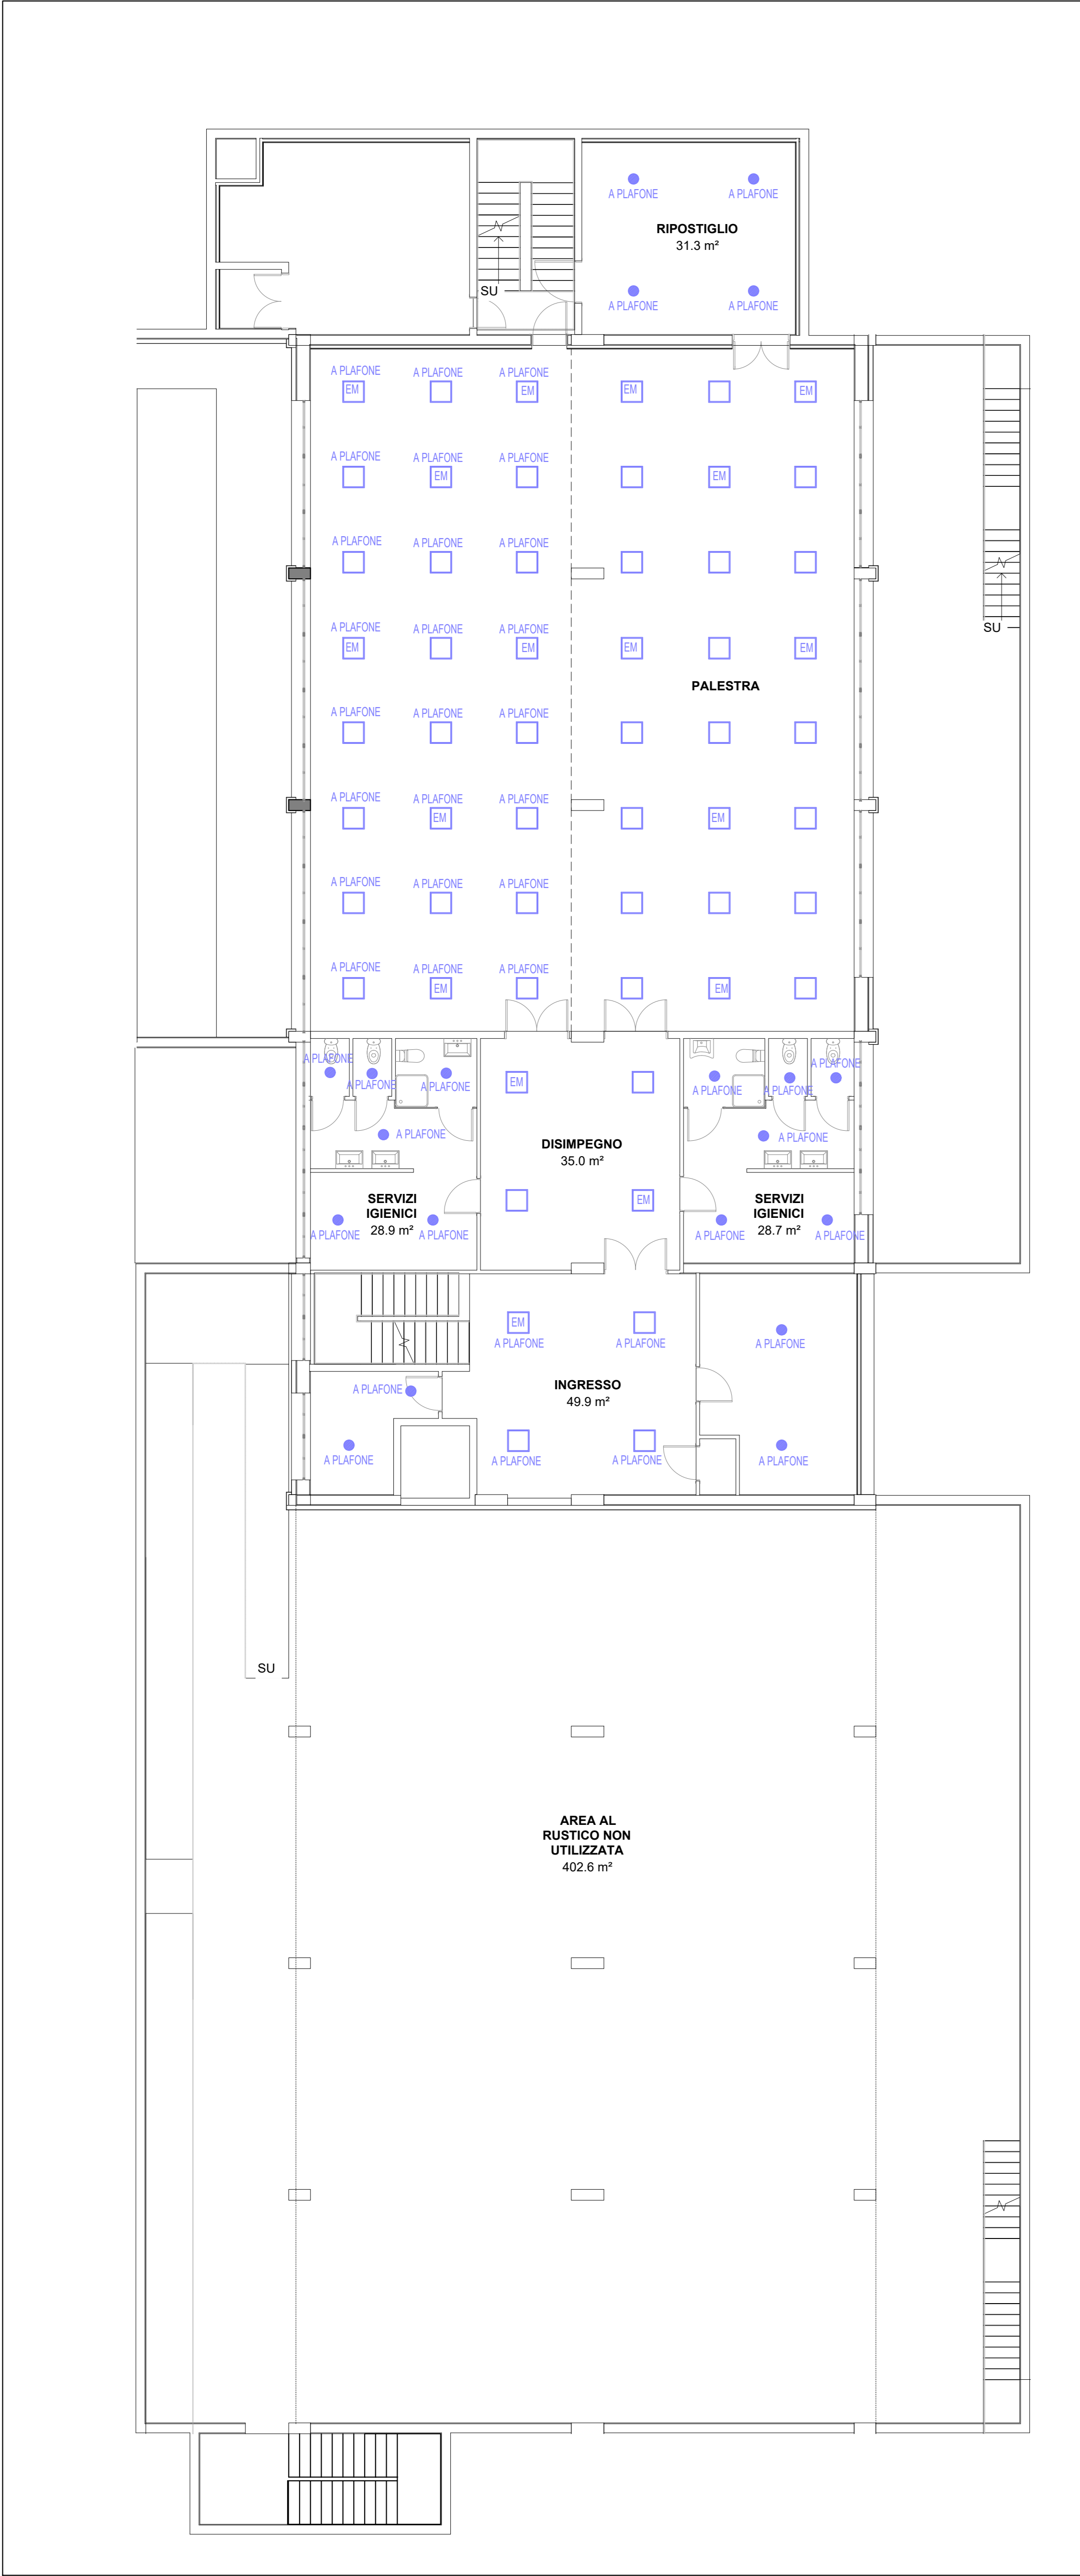 A PLAFONE A PLAFONE
RIPOSTIGLIO
31.3 m²
SU
A PLAFONE A PLAFONE
A PLAFONE A PLAFONE A PLAFONE
EM EM EM EM
A PLAFONE A PLAFONE A PLAFONE
EM EM
A PLAFONE A PLAFONE A PLAFONE
A PLAFONE A PLAFONE A PLAFONE
SU
EM EM EM EM
PALESTRA
A PLAFONE A PLAFONE A PLAFONE
A PLAFONE A PLAFONE A PLAFONE
EM EM
A PLAFONE A PLAFONE A PLAFONE
A PLAFONE A PLAFONE A PLAFONE
EM EM
A PLAFONE A PLAFONE
EM
A PLAFONE A PLAFONE A PLAFONE A PLAFONE
A PLAFONE A PLAFONE
DISIMPEGNO
35.0 m²
SERVIZI
IGIENICI
28.9 m²
EM
SERVIZI
IGIENICI
28.7 m²
A PLAFONE A PLAFONE A PLAFONE A PLAFONE
EM
A PLAFONE A PLAFONE A PLAFONE
INGRESSO
49.9 m²
A PLAFONE
A PLAFONE A PLAFONE A PLAFONE A PLAFONE
SU
AREA AL
RUSTICO NON
UTILIZZATA
402.6 m²